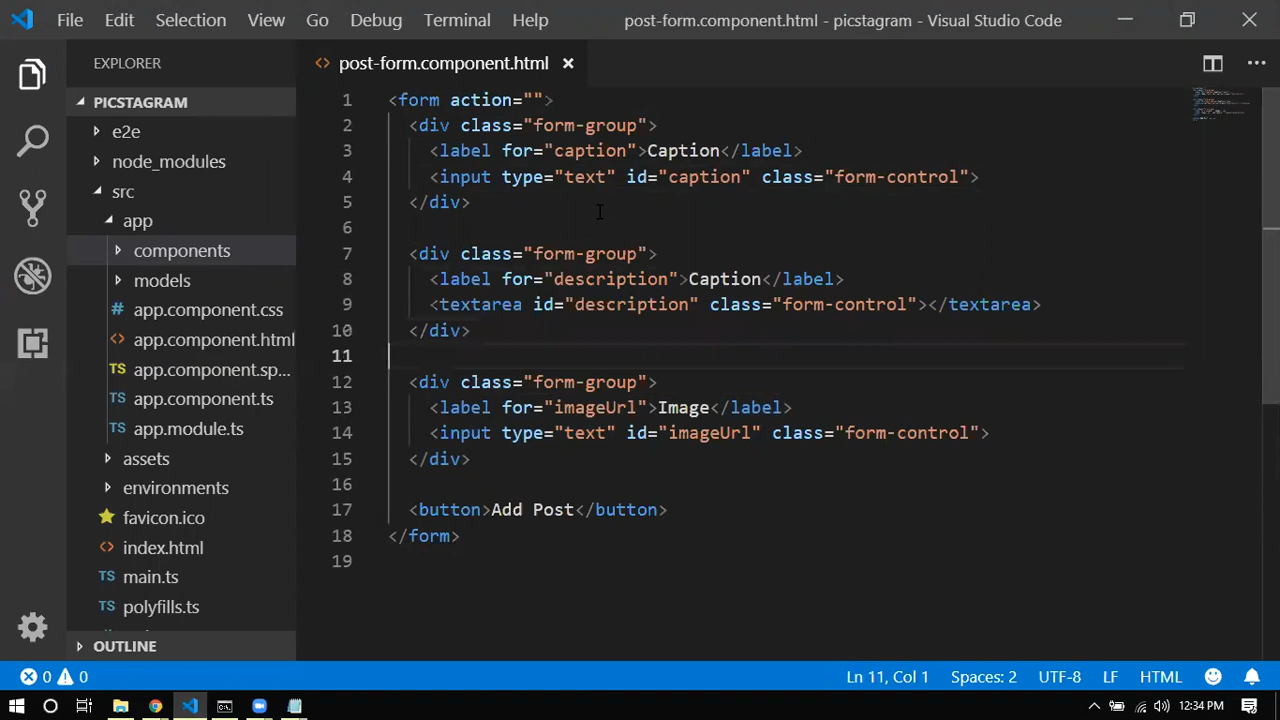 File Edit Selection View Go Debug Terminal Help post-form.component.html - picstagram - Visual Studio Code
EXPLORER
PICSTAGRAM
e2e
node_modules
src
app
components
models
# app.component.css
<> app.component.html
TS app.component.sp...
TS app.component.ts
TS app.module.ts
assets
environments
favicon.ico
<> index.html
TS main.ts
TS polyfills.ts
OUTLINE
<> post-form.component.html
1 <form action="">
2 <div class="form-group">
3 <label for="caption">Caption</label>
4 <input type="text" id="caption" class="form-control">
5 </div>
6
7 <div class="form-group">
8 <label for="description">Caption</label>
9 <textarea id="description" class="form-control"></textarea>
10 </div>
11
12 <div class="form-group">
13 <label for="imageUrl">Image</label>
14 <input type="text" id="imageUrl" class="form-control">
15 </div>
16
17 <button>Add Post</button>
18 </form>
19
0 0 Ln 11, Col 1 Spaces: 2 UTF-8 LF HTML
12:34 PM